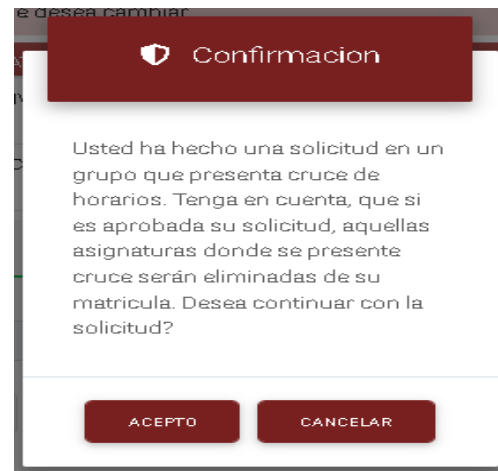 e desea cambiar
Confirmacion
Usted ha hecho una solicitud en un
grupo que presenta cruce de
horarios. Tenga en cuenta, que si
es aprobada su solicitud, aquellas
asignaturas donde se presente
cruce serán eliminadas de su
matricula. Desea continuar con la
solicitud?
ACEPTO CANCELAR